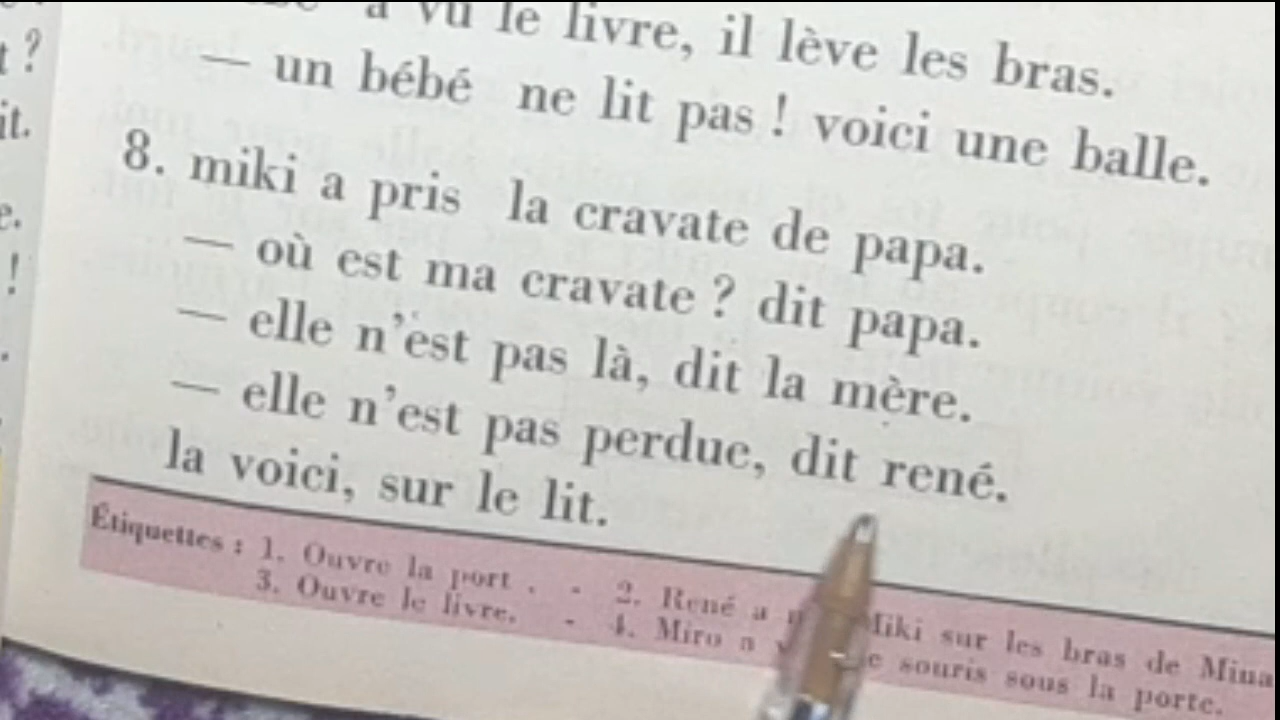 a vu le livre, il lève les bras.
t ?
— un bébé ne lit pas ! voici une balle.
it.
8. miki a pris la cravate de papa.
e.
— où est ma cravate ? dit papa.
!
— elle n'est pas là, dit la mère.
— elle n'est pas perdue, dit rené.
la voici, sur le lit.
Étiquettes : 1. Ouvre la port . - 2. René a Miki sur les bras de Mina
3. Ouvre le livre. - 4. Miro a souris sous la porte.